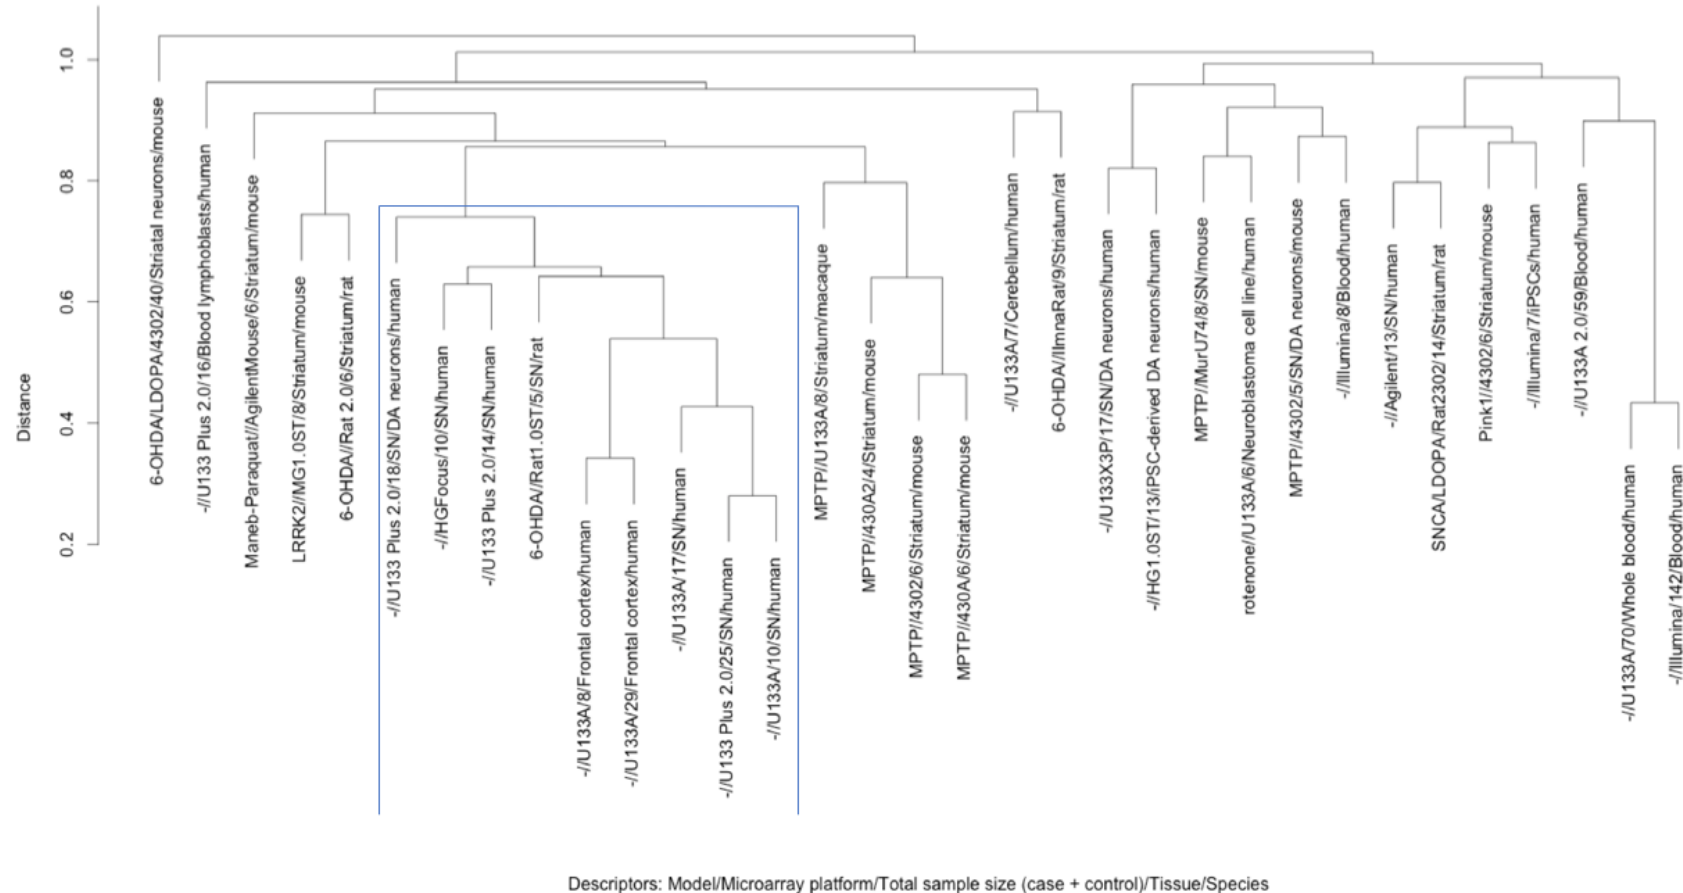 1.0
0.8
0.6
0.4
0.2
Distance
6-OHDA/LDOPA/4302/40/Striatal neurons/mouse
-//U133 Plus 2.0/16/Blood lymphoblasts/human
Maneb-Paraquat//AgilentMouse/6/Striatum/mouse
LRRK2//MG1.0ST/8/Striatum/mouse
6-OHDA//Rat 2.0/6/Striatum/rat
-//U133 Plus 2.0/18/SN/DA neurons/human
-//HGFocus/10/SN/human
-//U133 Plus 2.0/14/SN/human
6-OHDA//Rat1.0ST/5/SN/rat
-//U133A/8/Frontal cortex/human
-//U133A/29/Frontal cortex/human
-//U133A/17/SN/human
-//U133 Plus 2.0/25/SN/human
-//U133A/10/SN/human
MPTP//U133A/8/Striatum/macaque
MPTP//430A2/4/Striatum/mouse
MPTP//4302/6/Striatum/mouse
MPTP//430A/6/Striatum/mouse
-//U133A/7/Cerebellum/human
6-OHDA//IlmnaRat/9/Striatum/rat
-//U133X3P/17/SN/DA neurons/human
-//HG1.0ST/13/iPSC-derived DA neurons/human
MPTP//MurU74/8/SN/mouse
rotenone//U133A/6/Neuroblastoma cell line/human
MPTP//4302/5/SN/DA neurons/mouse
-//Illumina/8/Blood/human
-//Agilent/13/SN/human
SNCA/LDOPA/Rat2302/14/Striatum/rat
Pink1//4302/6/Striatum/mouse
-//Illumina/7/iPSCs/human
-//U133A 2.0/59/Blood/human
-//U133A/70/Whole blood/human
-//Illumina/142/Blood/human
Descriptors: Model/Microarray platform/Total sample size (case + control)/Tissue/Species